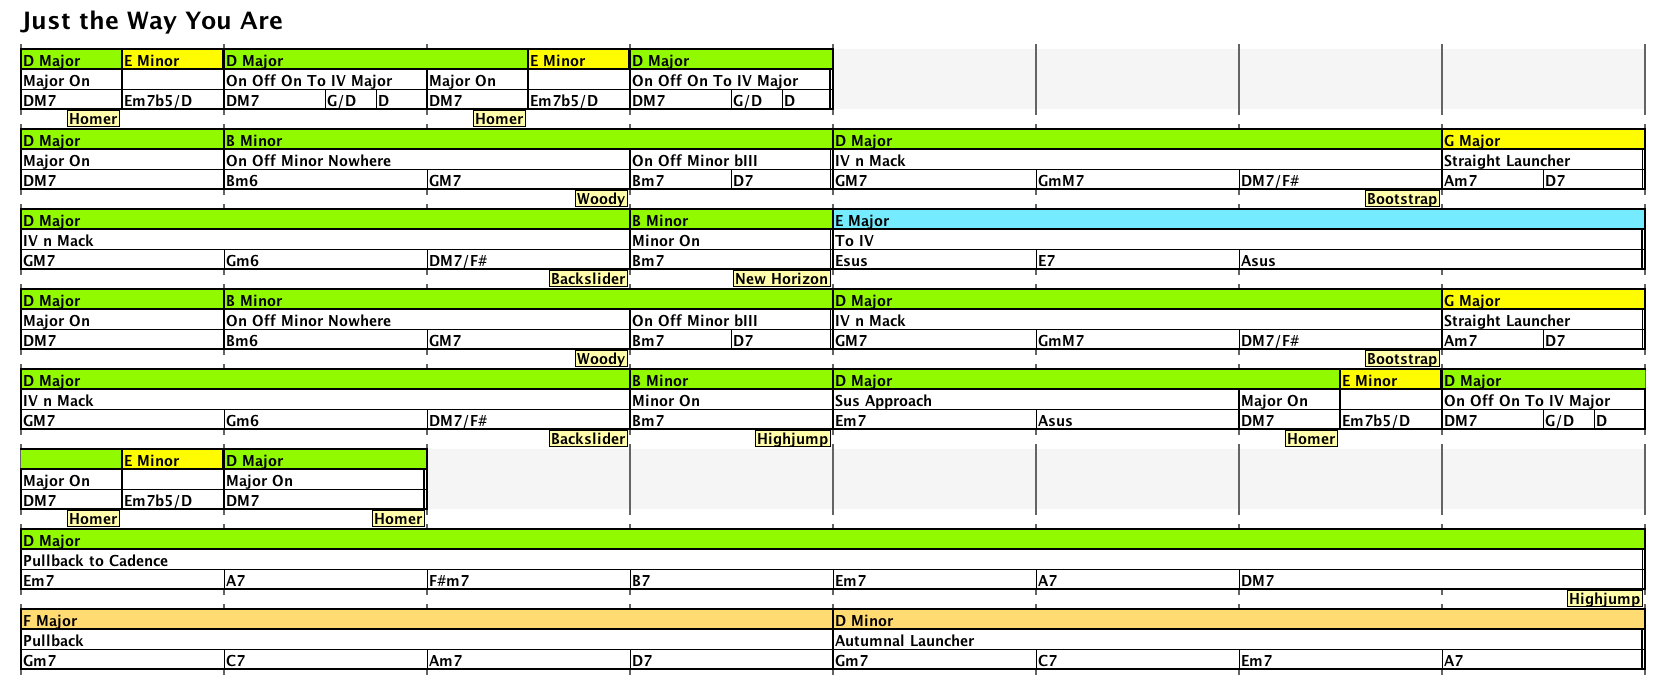 Just the Way You Are
D Major E Minor D Major E Minor D Major
Major On On Off On To IV Major Major On On Off On To IV Major
DM7 Em7b5/D DM7 G/D D DM7 Em7b5/D DM7 G/D D
Homer Homer
D Major B Minor D Major G Major
Major On On Off Minor Nowhere On Off Minor bIII IV n Mack Straight Launcher
DM7 Bm6 GM7 Bm7 D7 GM7 GmM7 DM7/F# Am7 D7
Woody Bootstrap
D Major B Minor E Major
IV n Mack Minor On To IV
GM7 Gm6 DM7/F# Bm7 Esus E7 Asus
Backslider New Horizon
D Major B Minor D Major G Major
Major On On Off Minor Nowhere On Off Minor bIII IV n Mack Straight Launcher
DM7 Bm6 GM7 Bm7 D7 GM7 GmM7 DM7/F# Am7 D7
Woody Bootstrap
D Major B Minor D Major E Minor D Major
IV n Mack Minor On Sus Approach Major On On Off On To IV Major
GM7 Gm6 DM7/F# Bm7 Em7 Asus DM7 Em7b5/D DM7 G/D D
Backslider Highjump Homer
E Minor D Major
Major On Major On
DM7 Em7b5/D DM7
Homer Homer
D Major
Pullback to Cadence
Em7 A7 F#m7 B7 Em7 A7 DM7
Highjump
F Major D Minor
Pullback Autumnal Launcher
Gm7 C7 Am7 D7 Gm7 C7 Em7 A7